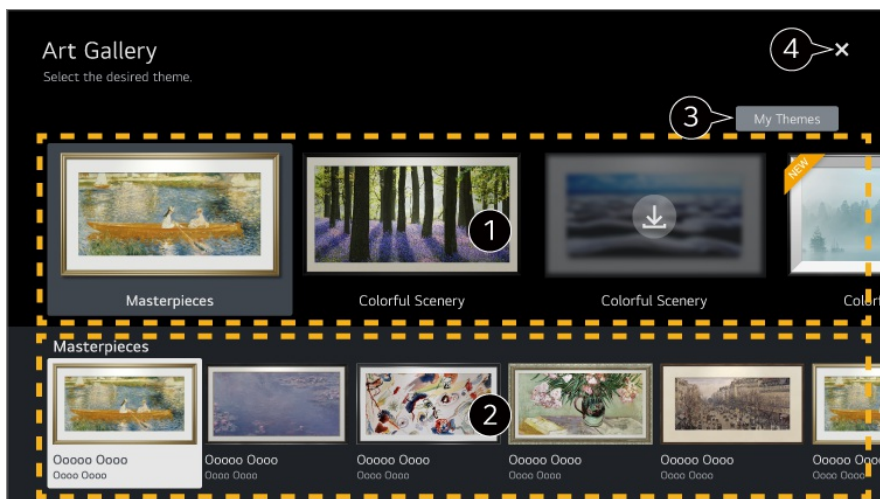 Art Gallery
Select the desired theme.
4
3
My Themes
NEW
1
Masterpieces
Colorful Scenery
Colorful Scenery
Masterpieces
2
Ooooo Oooo
Oooo Oooo
Ooooo Oooo
Oooo Oooo
Ooooo Oooo
Oooo Oooo
Ooooo Oooo
Oooo Oooo
Ooooo Oooo
Oooo Oooo
Oooo Oooo